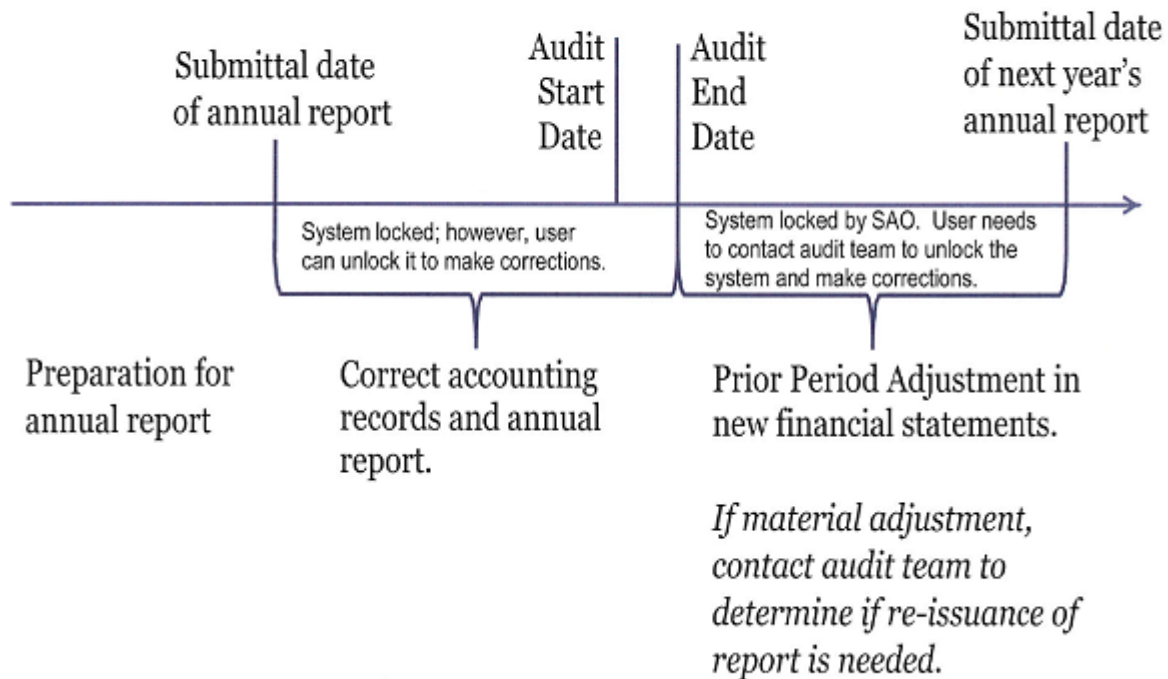 Submittal date
of annual report
Audit
Start
Date
Audit
End
Date
Submittal date
of next year’s
annual report
System locked; however, user
can unlock it to make corrections.
System locked by SAO.  User needs
to contact audit team to unlock the
system and make corrections.
Preparation for
annual report
Correct accounting
records and annual
report.
Prior Period Adjustment in
new financial statements.
If material adjustment,
contact audit team to
determine if re-issuance of
report is needed.